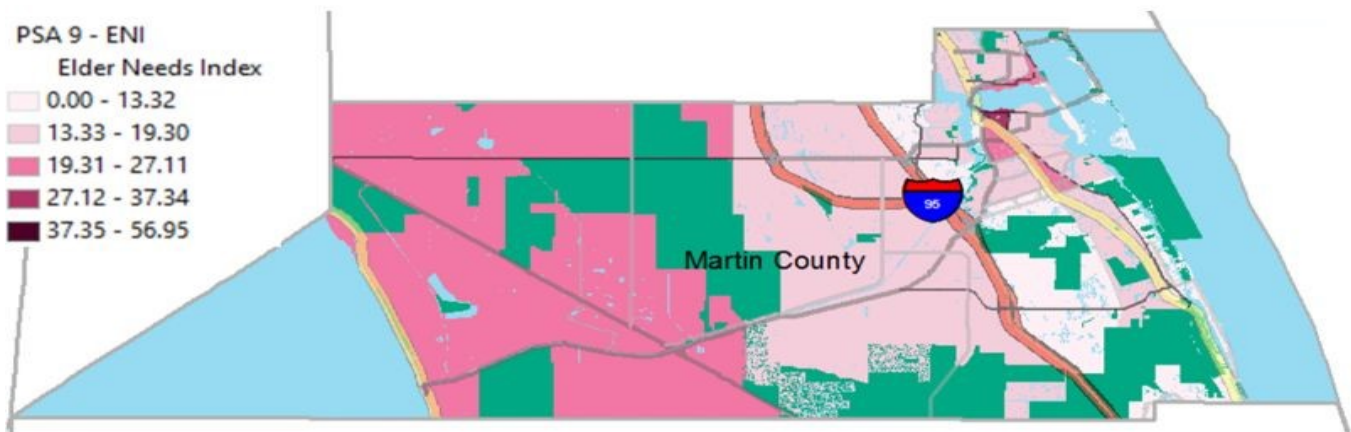 PSA 9 - ENI
Elder Needs Index
0.00 - 13.32
13.33 - 19.30
19.31 - 27.11
27.12 - 37.34
37.35 - 56.95
95
Martin County